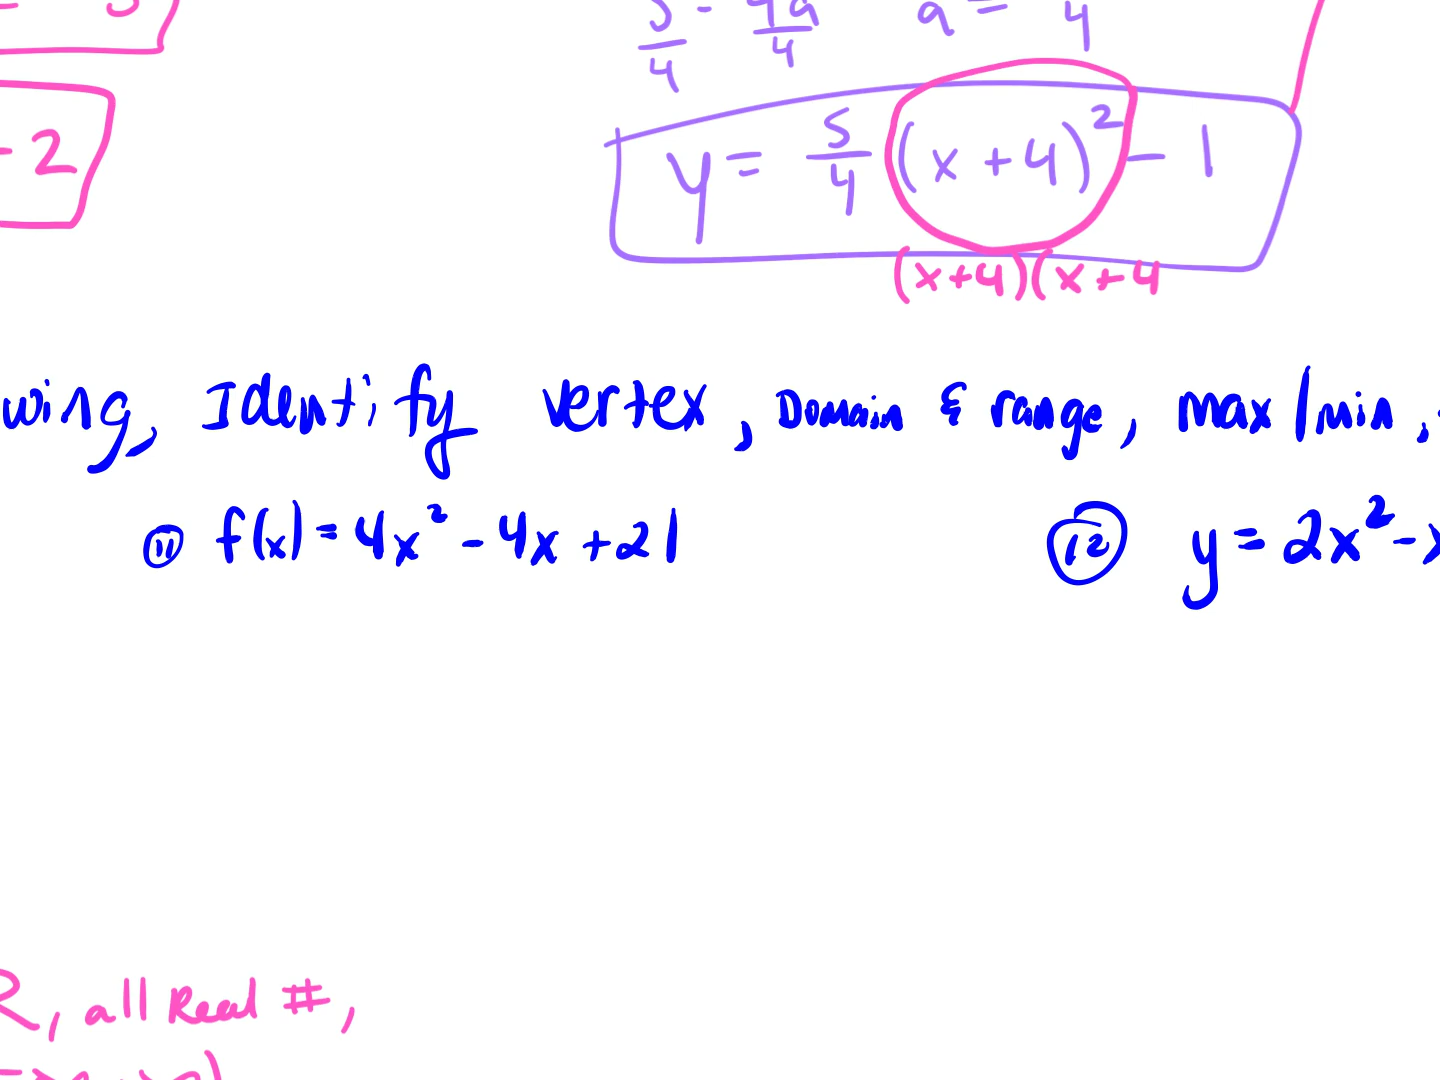 5/4 = 4a/4 a = /4
- 2
y = 5/4 (x + 4)² - 1
(x+4)(x+4
wing, Identify vertex, Domain & range, max/min,
⑪ f(x) = 4x² - 4x + 21
⑫ y = 2x² - x
R, all Real #,